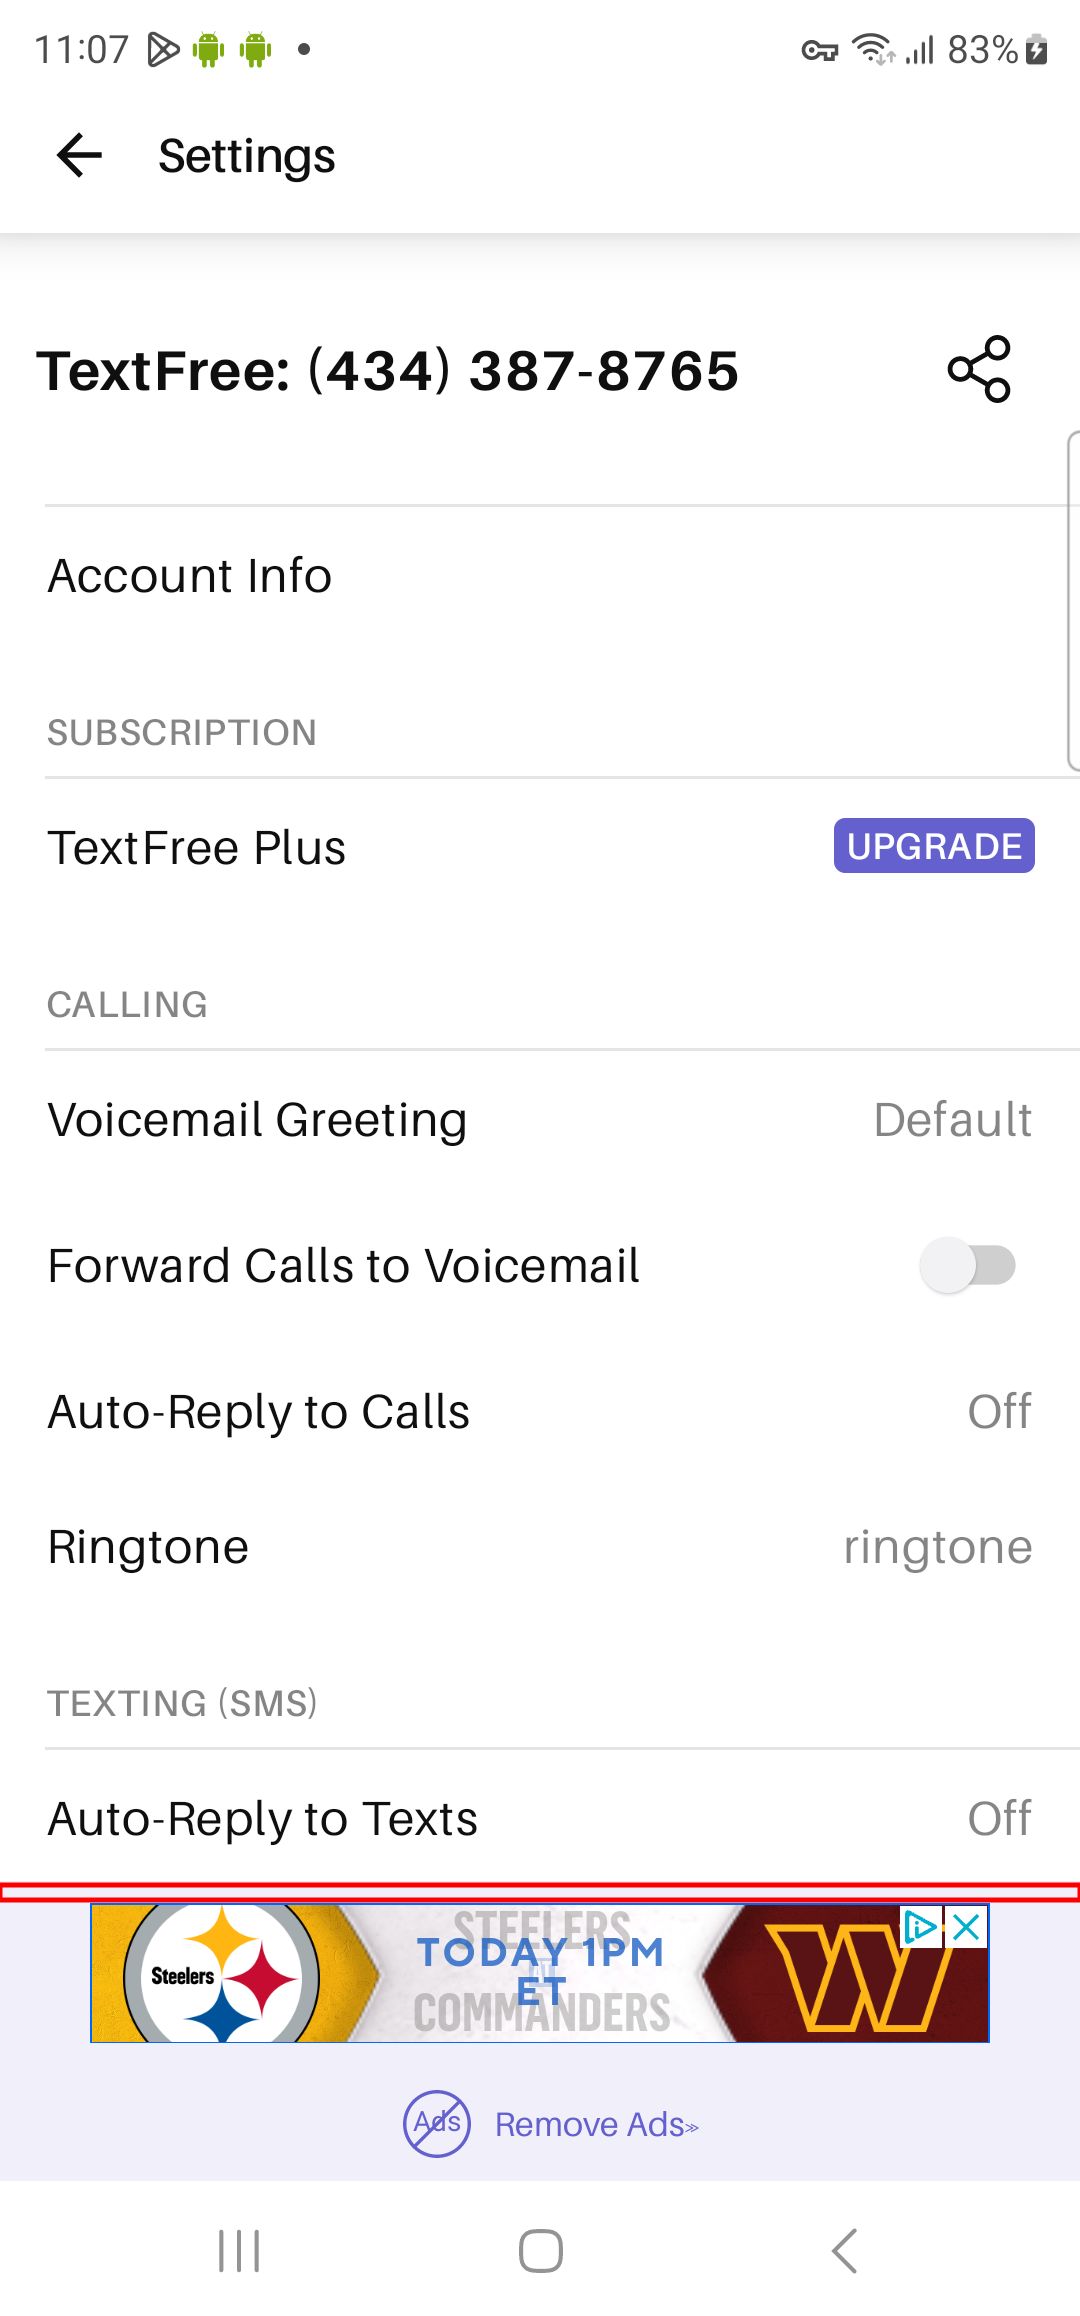 11:07
83%
Settings
TextFree: (434) 387-8765
Account Info
SUBSCRIPTION
TextFree Plus
UPGRADE
CALLING
Voicemail Greeting
Default
Forward Calls to Voicemail
Auto-Reply to Calls
Off
Ringtone
ringtone
TEXTING (SMS)
Auto-Reply to Texts
Off
Steelers
STEELERS
TODAY 1PM
ET
COMMANDERS
W
Ads
Remove Ads>>